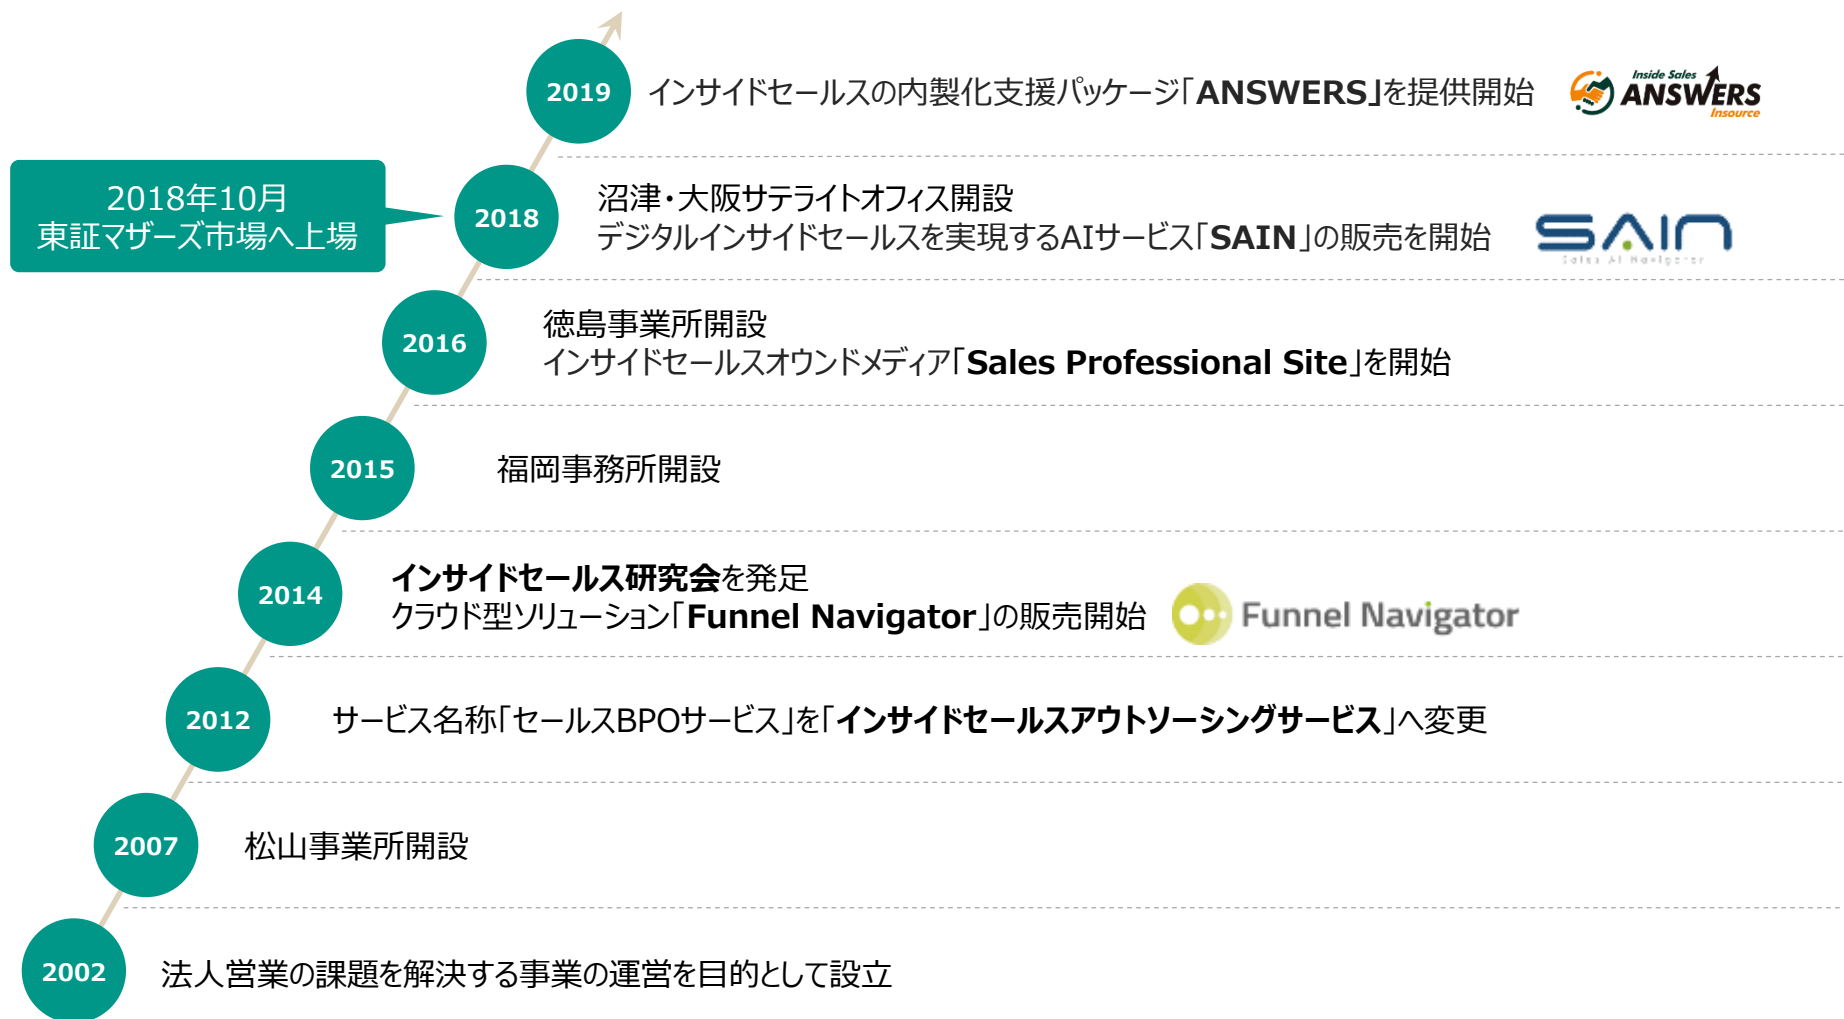 2019
インサイドセールスの内製化支援パッケージ「ANSWERS」を提供開始
Inside Sales
ANSWERS
Insource
2018年10月
東証マザーズ市場へ上場
2018
沼津・大阪サテライトオフィス開設
デジタルインサイドセールスを実現するAIサービス「SAIN」の販売を開始
SAIN
Sales AI Navigator
2016
徳島事業所開設
インサイドセールスオウンドメディア「Sales Professional Site」を開始
2015
福岡事務所開設
2014
インサイドセールス研究会を発足
クラウド型ソリューション「Funnel Navigator」の販売開始
Funnel Navigator
2012
サービス名称「セールスBPOサービス」を「インサイドセールスアウトソーシングサービス」へ変更
2007
松山事業所開設
2002
法人営業の課題を解決する事業の運営を目的として設立